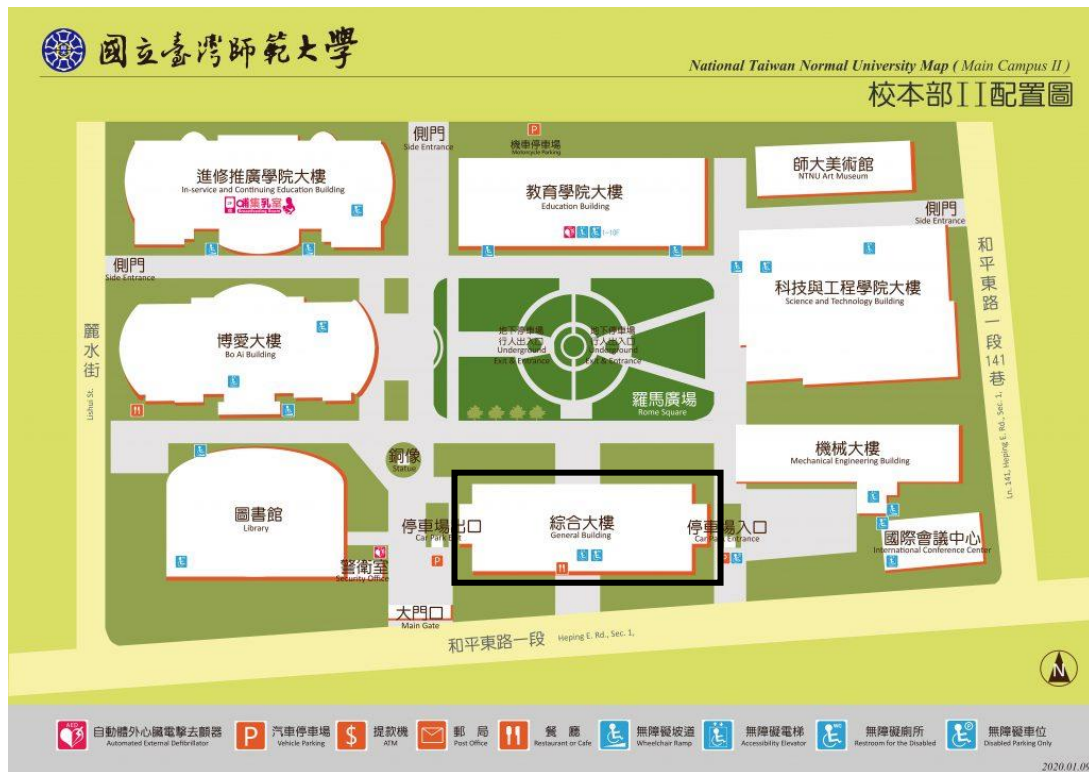 國立臺灣師範大學
National Taiwan Normal University Map ( Main Campus II )
校本部II配置圖
側門
Side Entrance
P
機車停車場
Motorcycle Parking
師大美術館
NTNU Art Museum
進修推廣學院大樓
In-service and Continuing Education Building
哺集乳室
Breastfeeding Room
教育學院大樓
Education Building
1~10F
側門
Side Entrance
側門
Side Entrance
和平東路一段141巷
Ln. 141, Heping E. Rd., Sec. 1,
科技與工程學院大樓
Science and Technology Building
麗水街
Lishui St.
博愛大樓
Bo Ai Building
地下停車場
行人出入口
Underground
Exit & Entrance
地下停車場
行人出入口
Underground
Exit & Entrance
羅馬廣場
Rome Square
銅像
Statue
機械大樓
Mechanical Engineering Building
圖書館
Library
停車場出口
Car Park Exit
綜合大樓
General Building
停車場入口
Car Park Entrance
國際會議中心
International Conference Center
警衛室
Security Office
P
P
大門口
Main Gate
和平東路一段 Heping E. Rd., Sec. 1,
N
AED
自動體外心臟電擊去顫器
Automated External Defibrillator
P
汽車停車場
Vehicle Parking
$
提款機
ATM
郵局
Post Office
餐廳
Restaurant or Cafe
無障礙坡道
Wheelchair Ramp
無障礙電梯
Accessibility Elevator
WC
無障礙廁所
Restroom for the Disabled
P
無障礙車位
Disabled Parking Only